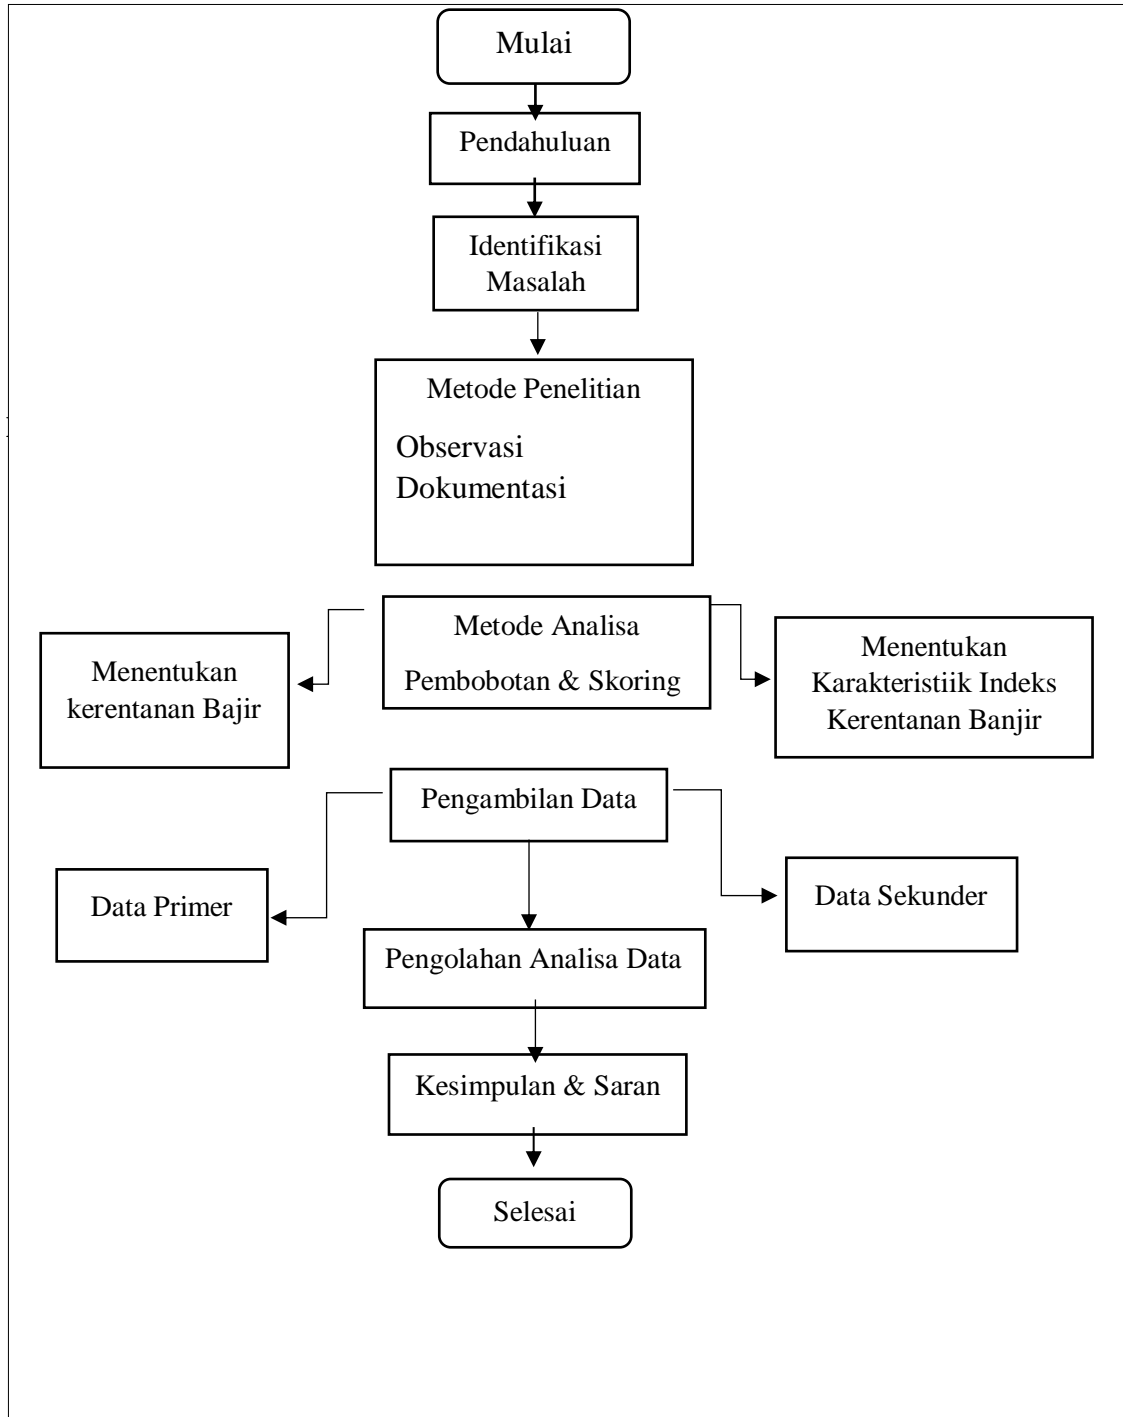 Mulai
Pendahuluan
Identifikasi
Masalah
Metode Penelitian
Observasi
Dokumentasi
Metode Analisa
Pembobotan & Skoring
Menentukan
kerentanan Bajir
Menentukan
Karakteristiik Indeks
Kerentanan Banjir
Pengambilan Data
Data Primer
Data Sekunder
Pengolahan Analisa Data
Kesimpulan & Saran
Selesai